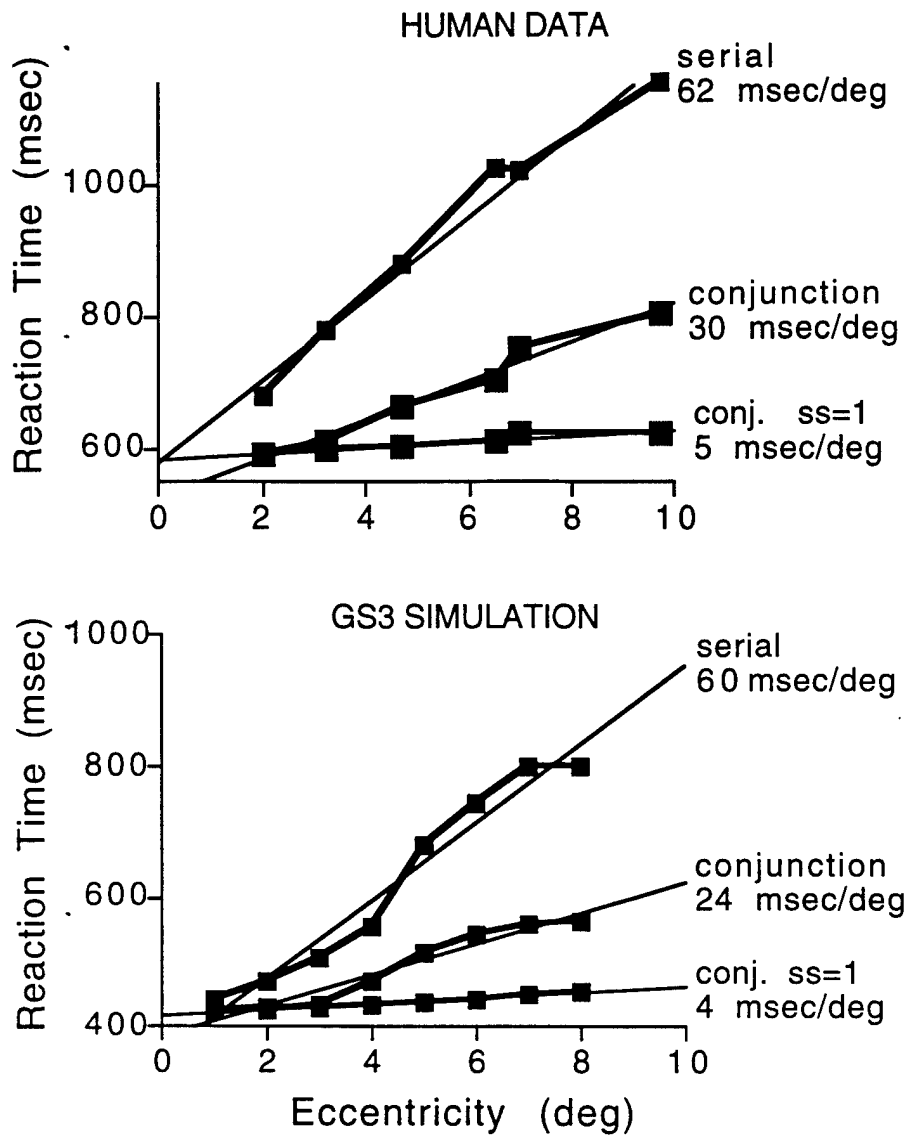 HUMAN DATA
Reaction Time (msec)
1000
800
600
0 2 4 6 8 10
serial
62 msec/deg
conjunction
30 msec/deg
conj. ss=1
5 msec/deg
GS3 SIMULATION
Reaction Time (msec)
1000
800
600
400
0 2 4 6 8 10
serial
60 msec/deg
conjunction
24 msec/deg
conj. ss=1
4 msec/deg
Eccentricity (deg)